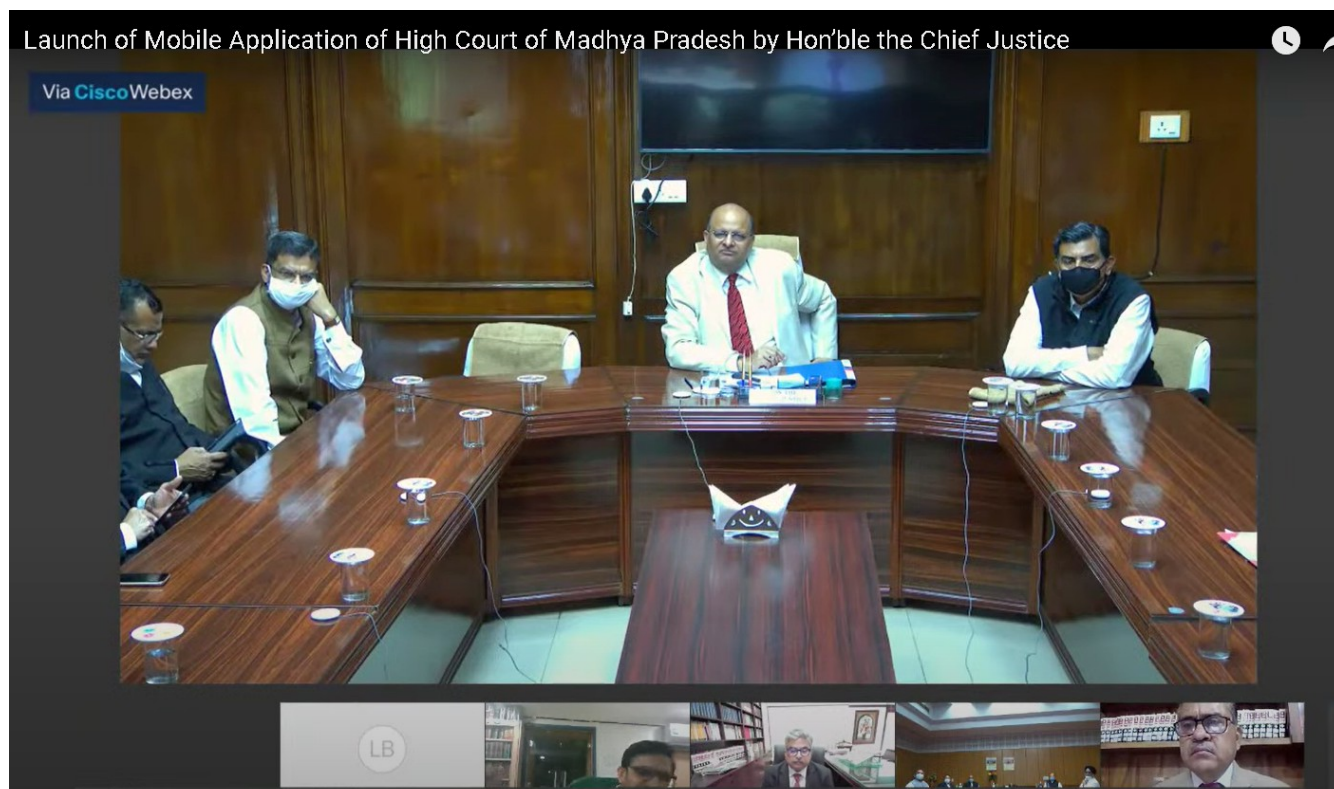 Launch of Mobile Application of High Court of Madhya Pradesh by Hon'ble the Chief Justice
Via CiscoWebex
LB